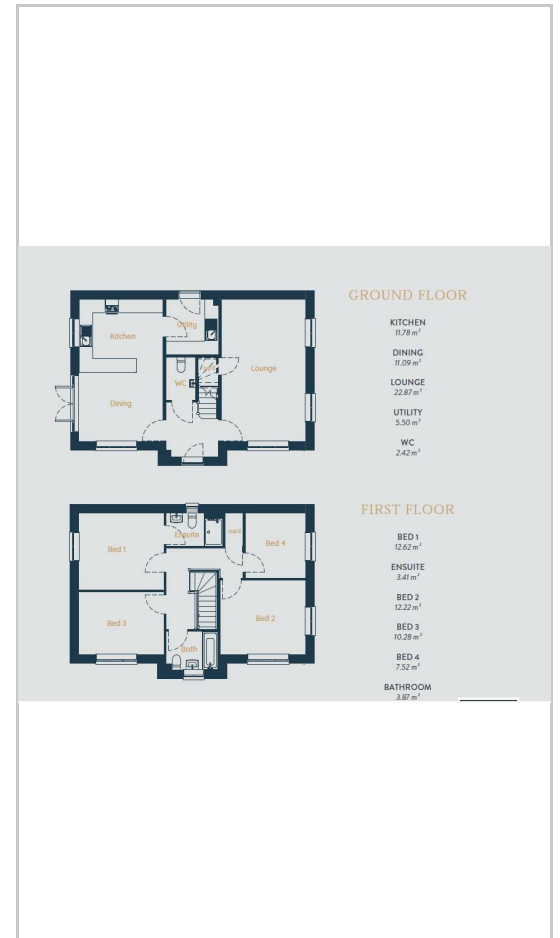 GROUND FLOOR
KITCHEN
11.78 m²
DINING
11.09 m²
LOUNGE
22.87 m²
UTILITY
5.50 m²
WC
2.42 m²
Kitchen
Utility
Lounge
WC
Dining
FIRST FLOOR
BED 1
12.62 m²
ENSUITE
3.41 m²
BED 2
12.22 m²
BED 3
10.28 m²
BED 4
7.52 m²
BATHROOM
3.87 m²
Ensuite
Bed 1
Bed 4
Bed 3
Bed 2
Bath